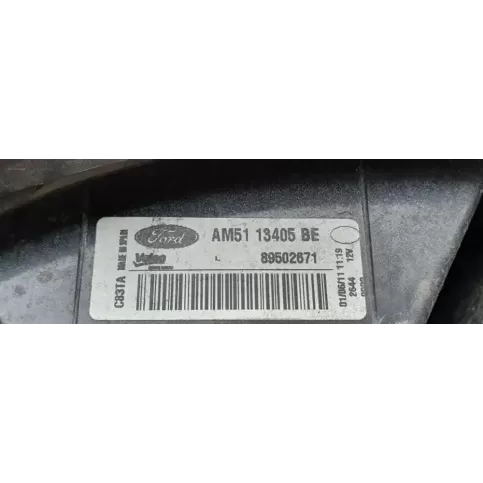 Ford
AM51 13405 BE
Valeo
L
89502671
C83TA
MADE IN SPAIN
01/06/11 11:19
2644
12V